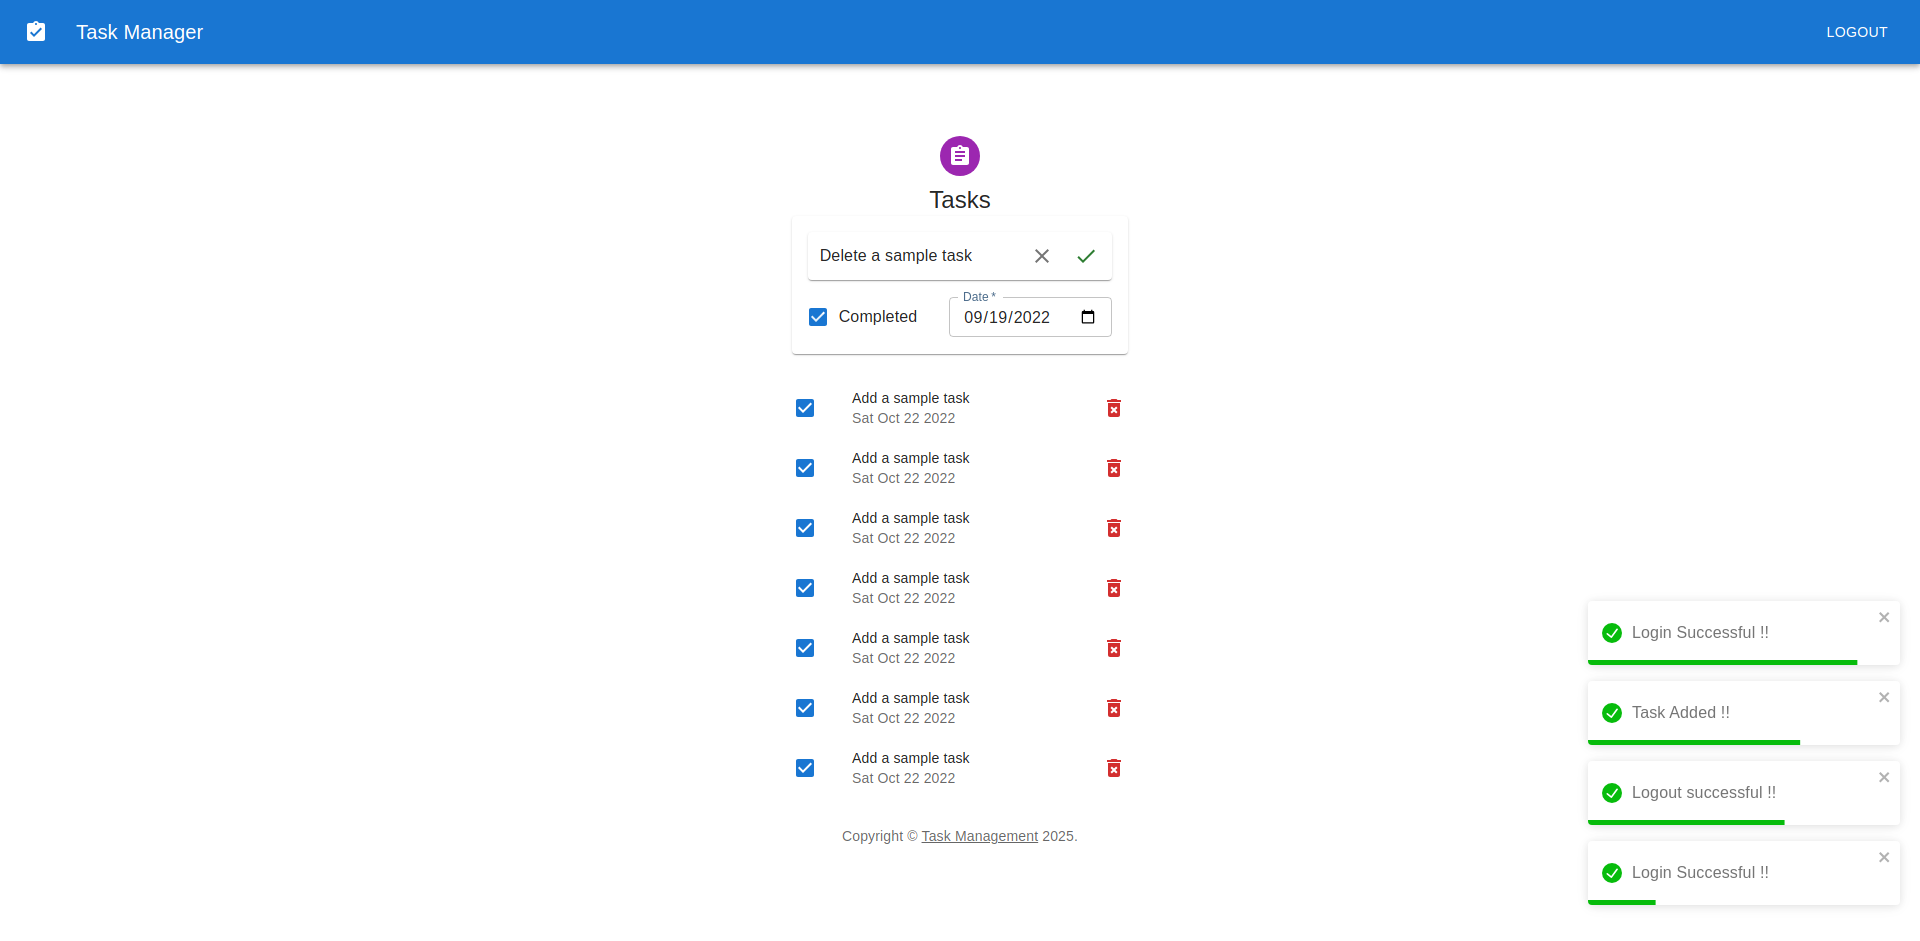 Task Manager
LOGOUT
Tasks
Delete a sample task
Date *
Completed
09/19/2022
Add a sample task
Sat Oct 22 2022
Add a sample task
Sat Oct 22 2022
Add a sample task
Sat Oct 22 2022
Add a sample task
Sat Oct 22 2022
Add a sample task
Sat Oct 22 2022
Add a sample task
Sat Oct 22 2022
Add a sample task
Sat Oct 22 2022
Copyright © Task Management 2025.
Login Successful !!
Task Added !!
Logout successful !!
Login Successful !!